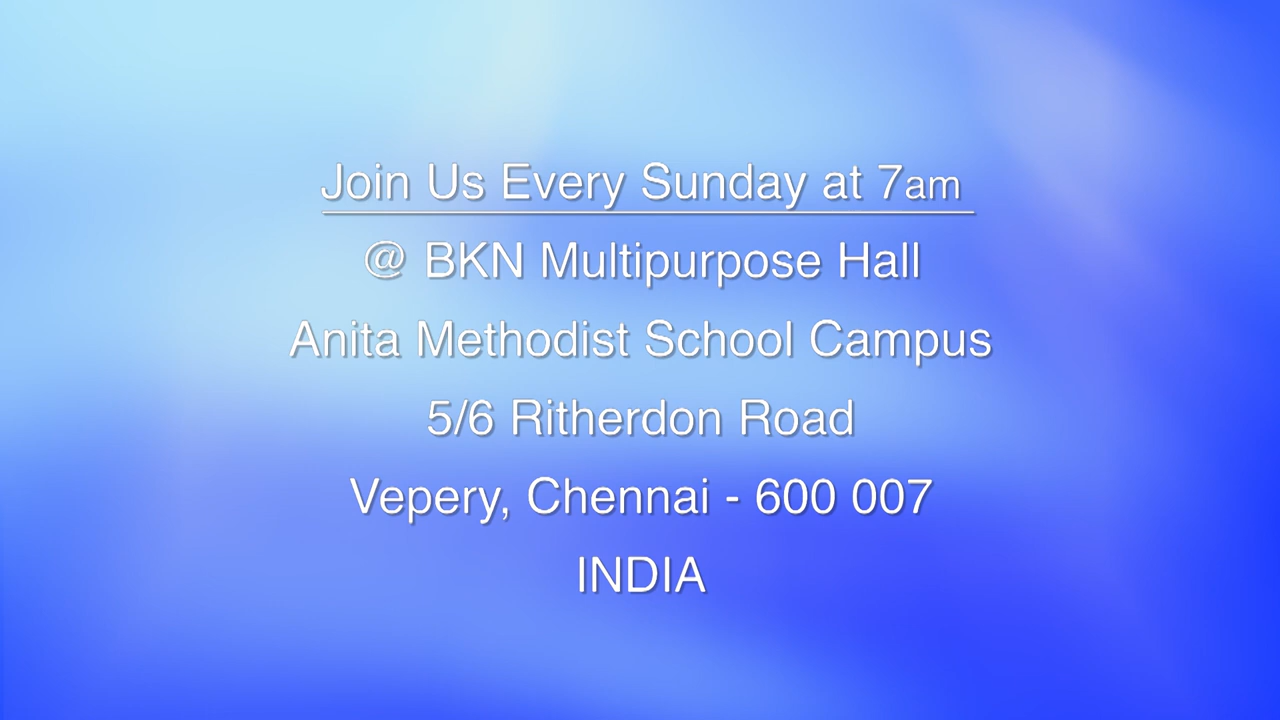 Join Us Every Sunday at 7am
@ BKN Multipurpose Hall
Anita Methodist School Campus
5/6 Ritherdon Road
Vepery, Chennai - 600 007
INDIA